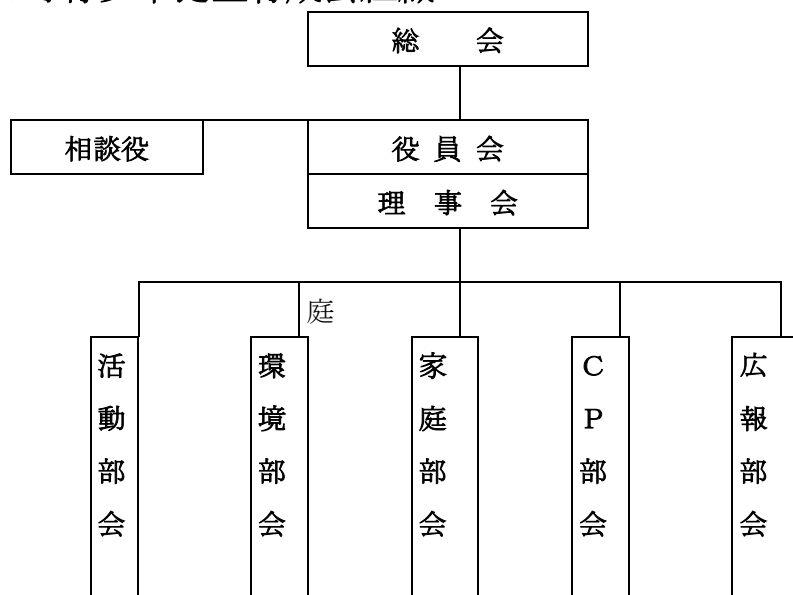 総　会
相談役
役員会
理事会
庭
活動部会
環境部会
家庭部会
CP部会
広報部会